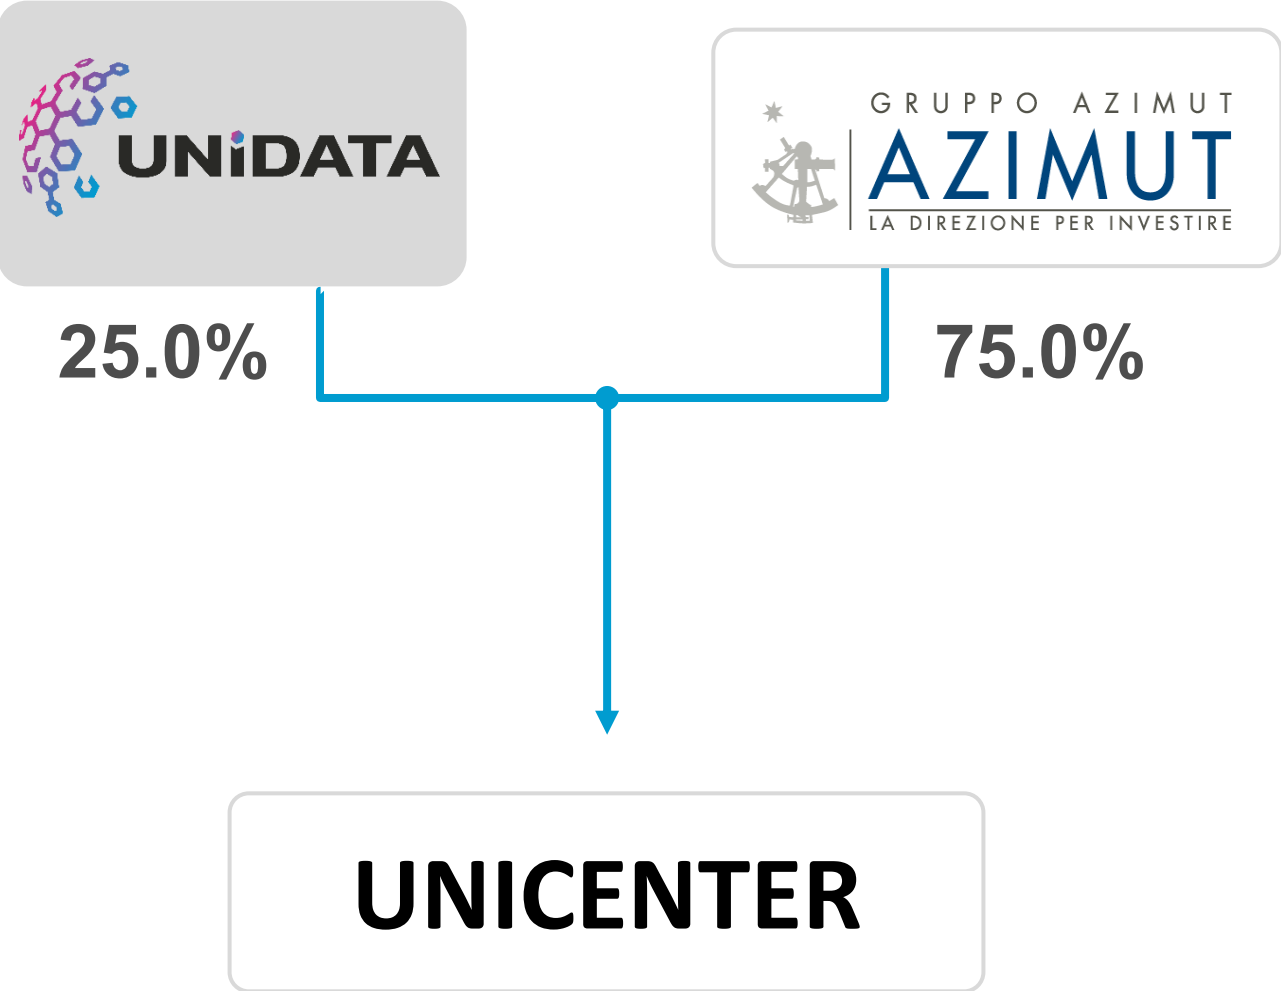 UNiDATA
GRUPPO AZIMUT
AZIMUT
LA DIREZIONE PER INVESTIRE
25.0%
75.0%
UNICENTER